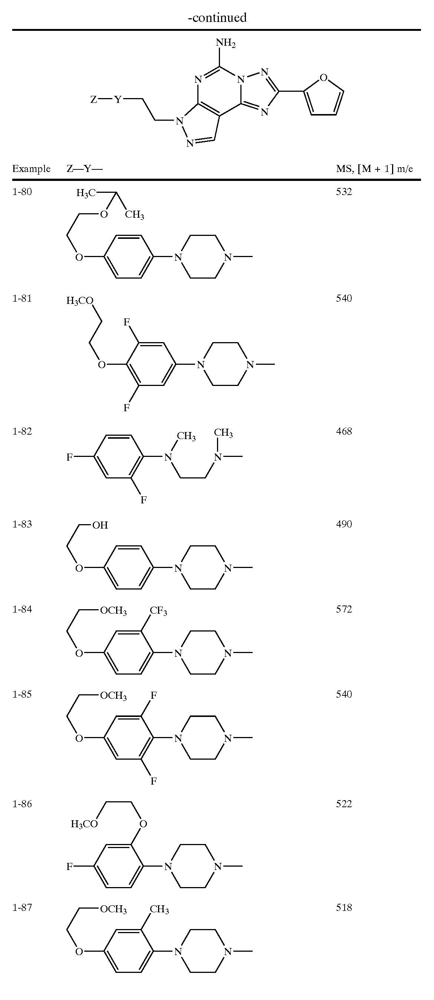 -continued
NH2
N N N
O
Z—Y
N N
N
Example Z—Y— MS, [M + 1] m/e
1-80 H3C 532
O CH3
O N N
1-81 H3CO 540
F
O N N
F
1-82 CH3 CH3 468
F N N
F
1-83 OH 490
O N N
1-84 OCH3 CF3 572
O N N
1-85 OCH3 F 540
O N N
F
1-86 522
H3CO O
F N N
1-87 OCH3 CH3 518
O N N